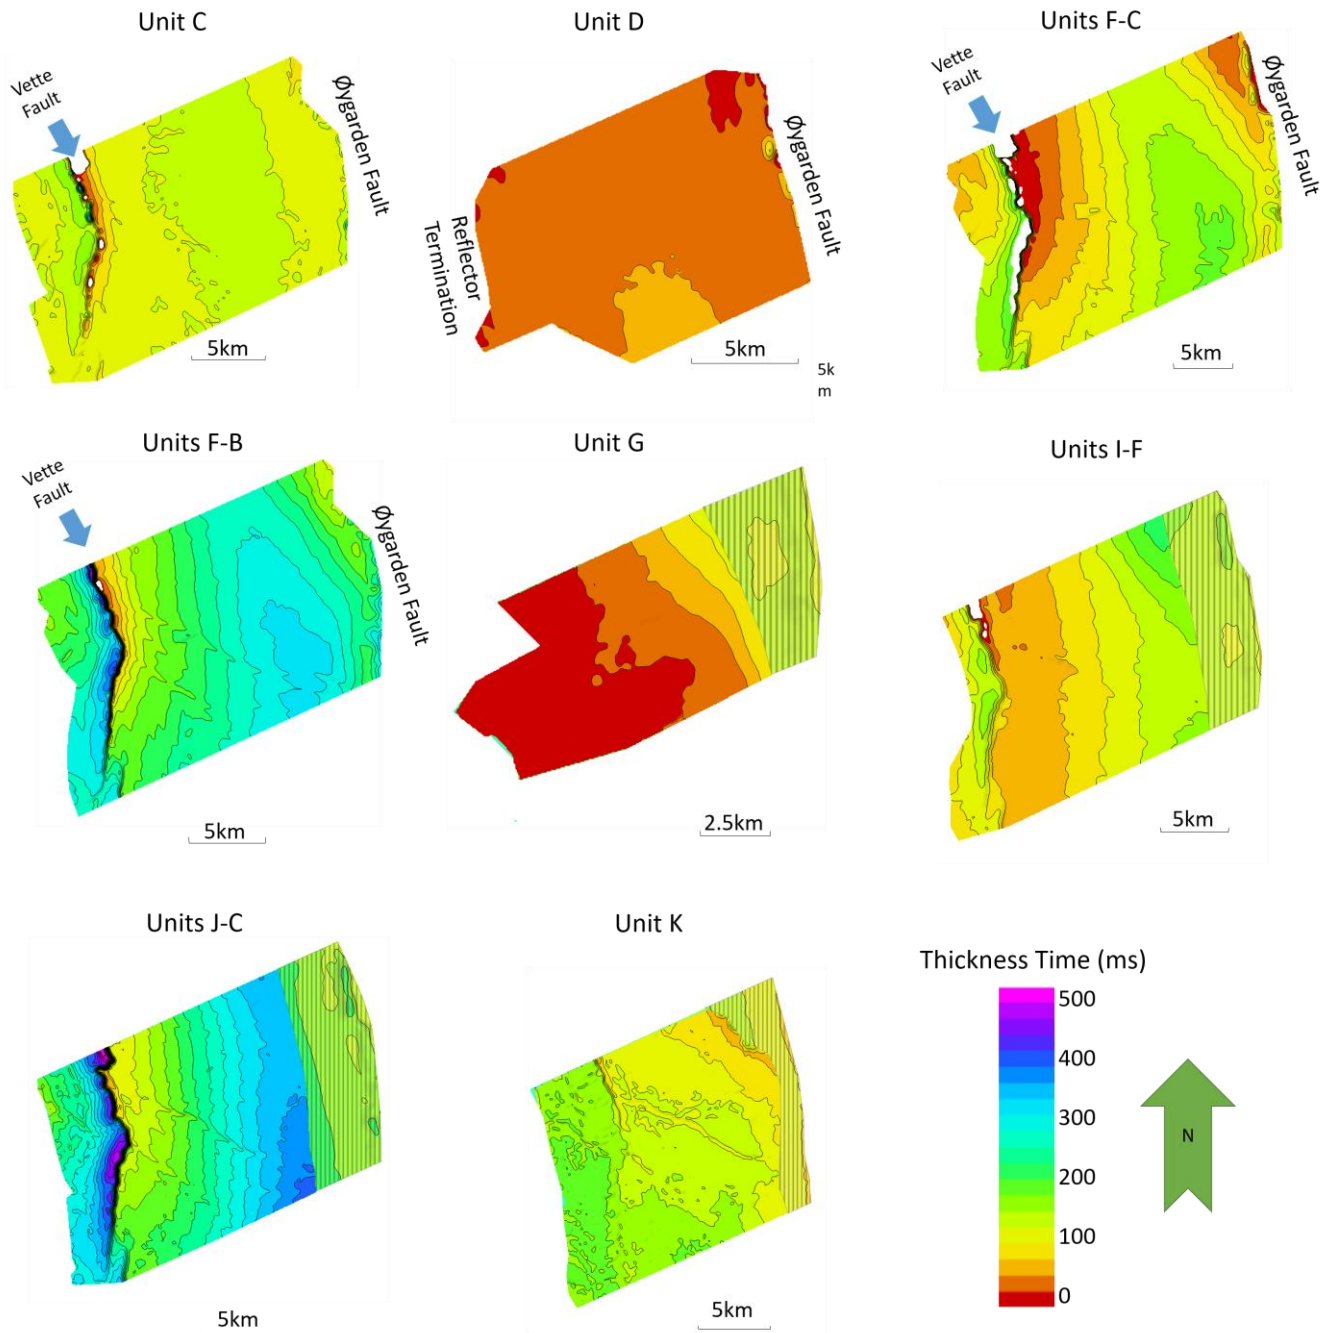 Unit C
Unit D
Units F-C
Vette
Fault
Øygarden Fault
5km
Reflector
Termination
Øygarden Fault
5km
5k
m
Vette
Fault
Øygarden Fault
5km
Units F-B
Unit G
Units I-F
Vette
Fault
Øygarden Fault
5km
2.5km
5km
Units J-C
Unit K
Thickness Time (ms)
500
400
300
200
100
0
N
5km
5km